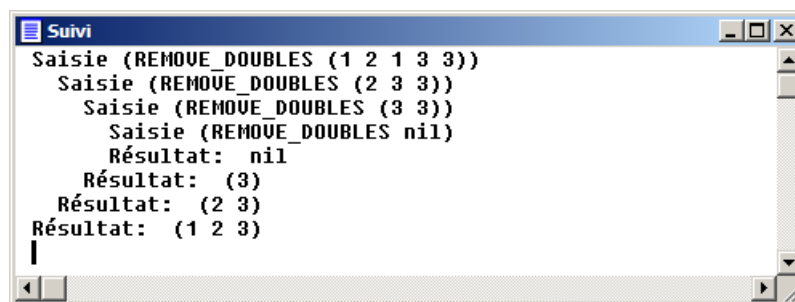 Suivi
Saisie (REMOVE_DOUBLES (1 2 1 3 3))
Saisie (REMOVE_DOUBLES (2 3 3))
Saisie (REMOVE_DOUBLES (3 3))
Saisie (REMOVE_DOUBLES nil)
Résultat:  nil
Résultat:  (3)
Résultat:  (2 3)
Résultat:  (1 2 3)